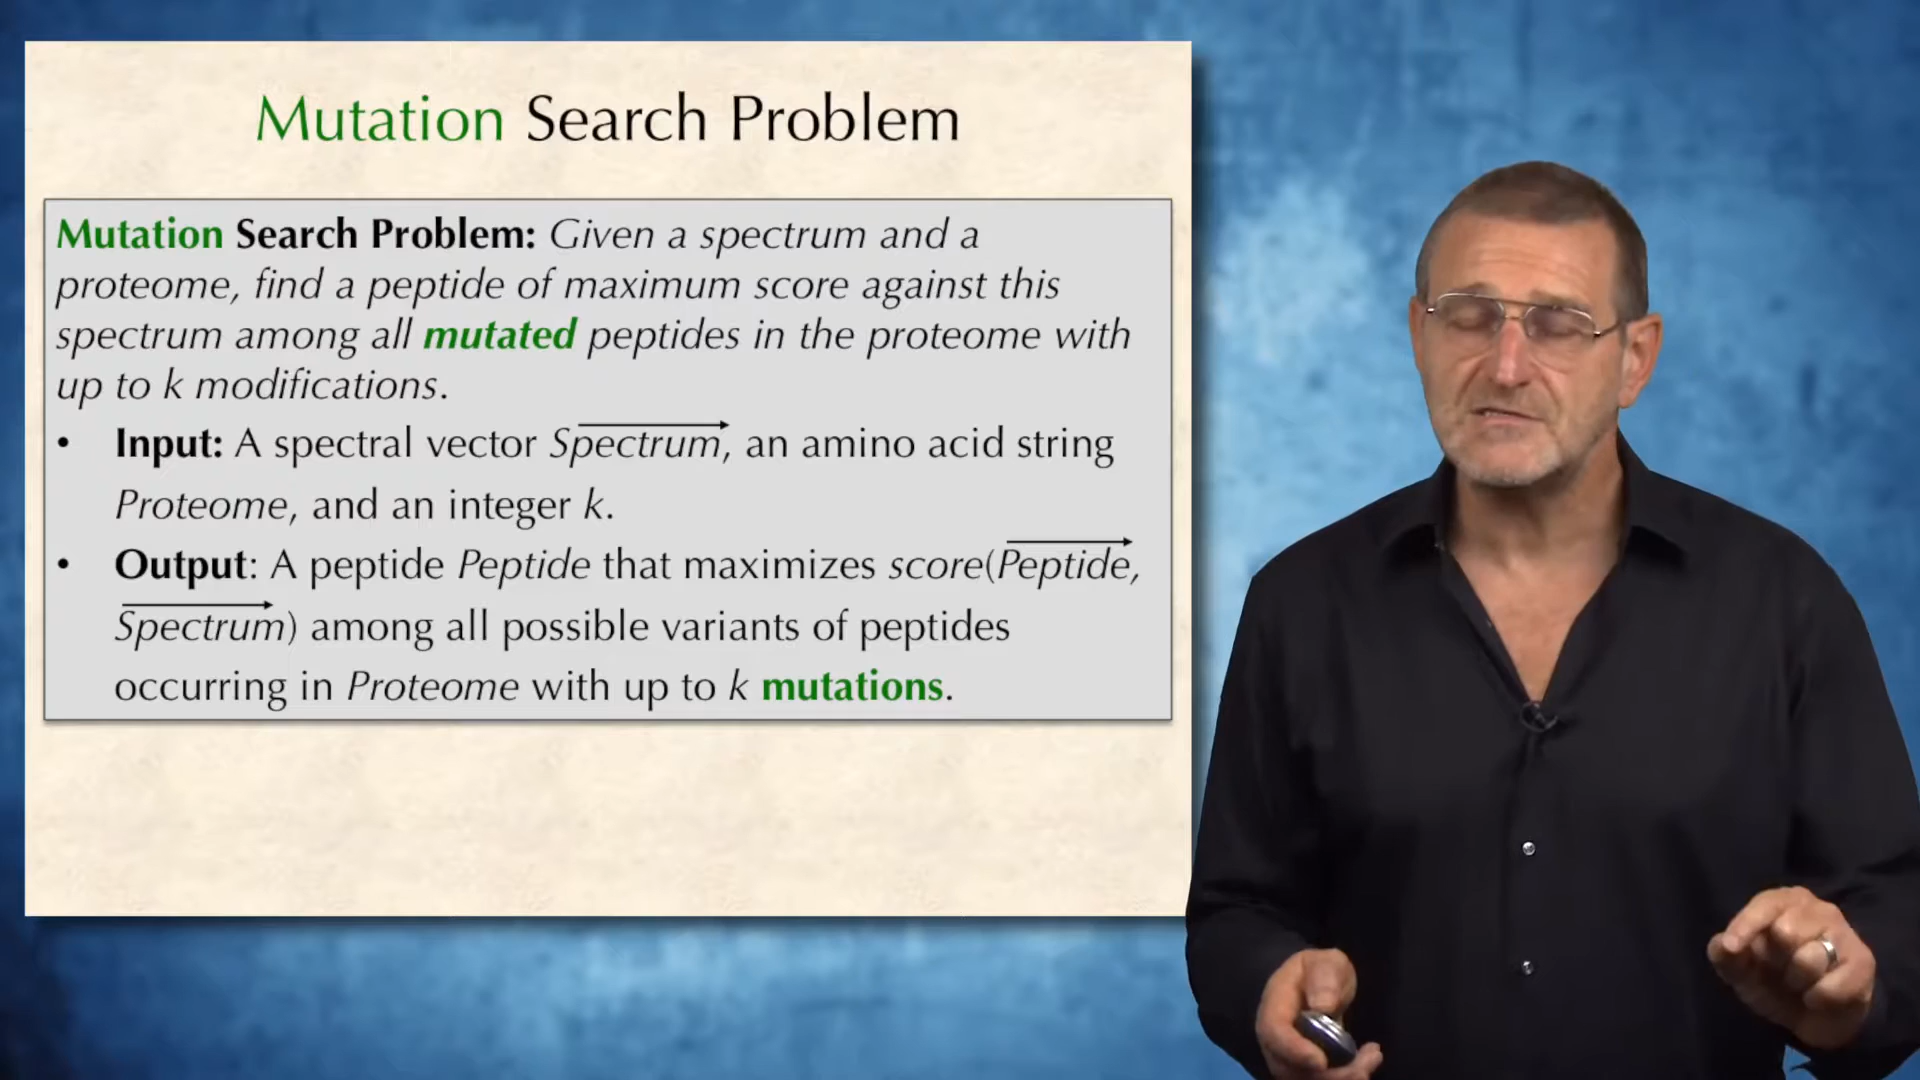 Mutation Search Problem
Mutation Search Problem: Given a spectrum and a
proteome, find a peptide of maximum score against this
spectrum among all mutated peptides in the proteome with
up to k modifications.
• Input: A spectral vector Spectrum, an amino acid string
Proteome, and an integer k.
• Output: A peptide Peptide that maximizes score(Peptide,
Spectrum) among all possible variants of peptides
occurring in Proteome with up to k mutations.